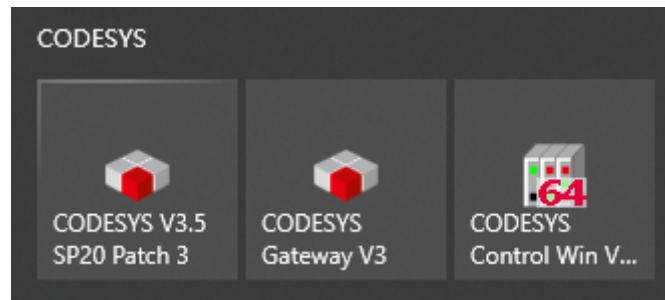 CODESYS
CODESYS V3.5
SP20 Patch 3
CODESYS
Gateway V3
64
CODESYS
Control Win V...